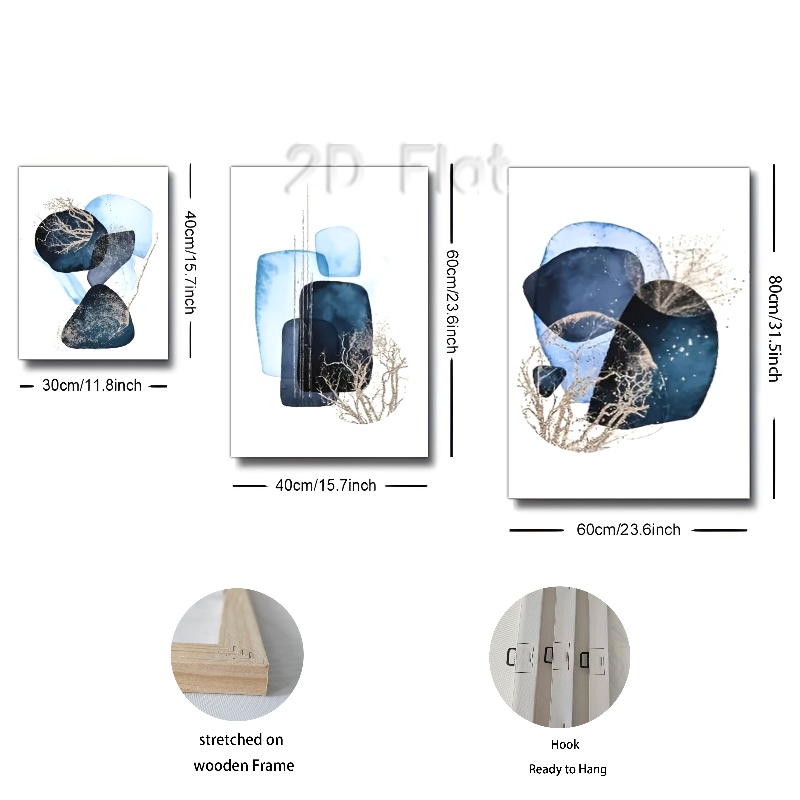 2D Flat
40cm/15.7inch
60cm/23.6inch
80cm/31.5inch
30cm/11.8inch
40cm/15.7inch
60cm/23.6inch
stretched on
wooden Frame
Hook
Ready to Hang